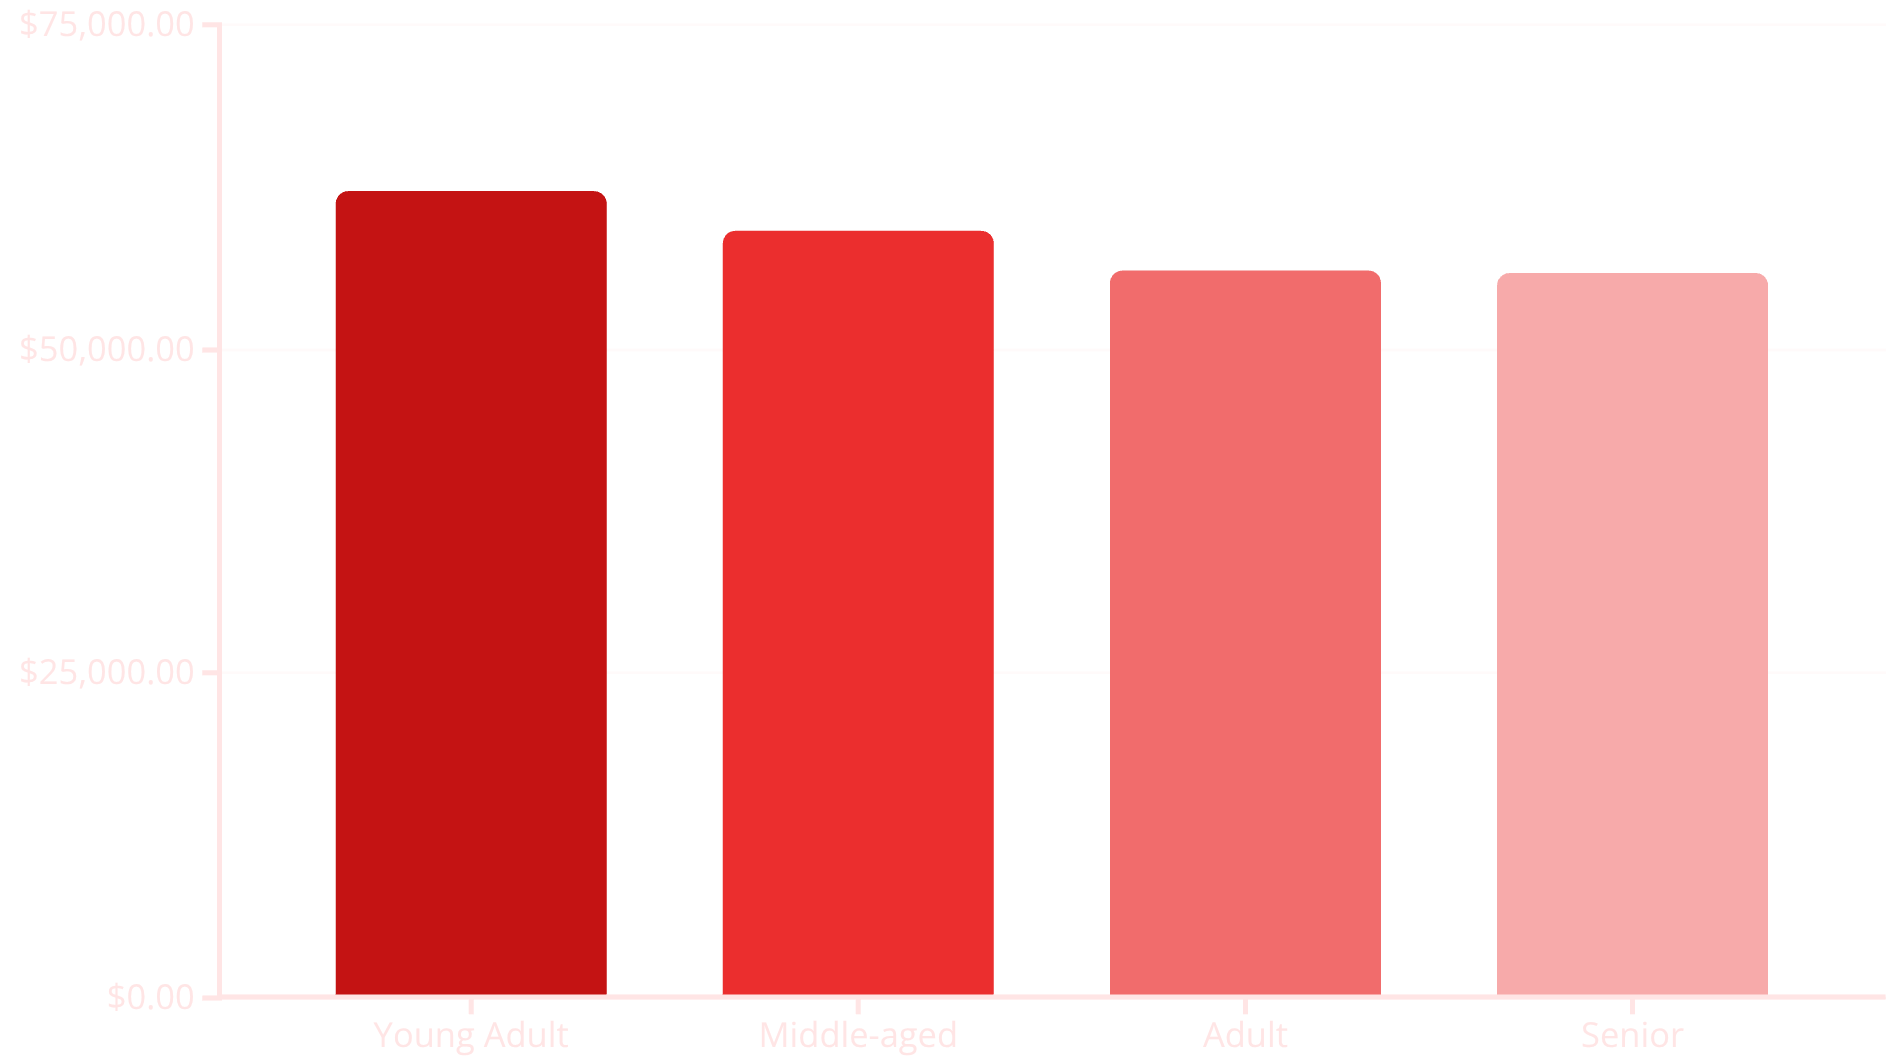 $75,000.00
$50,000.00
$25,000.00
$0.00
Young Adult
Middle-aged
Adult
Senior